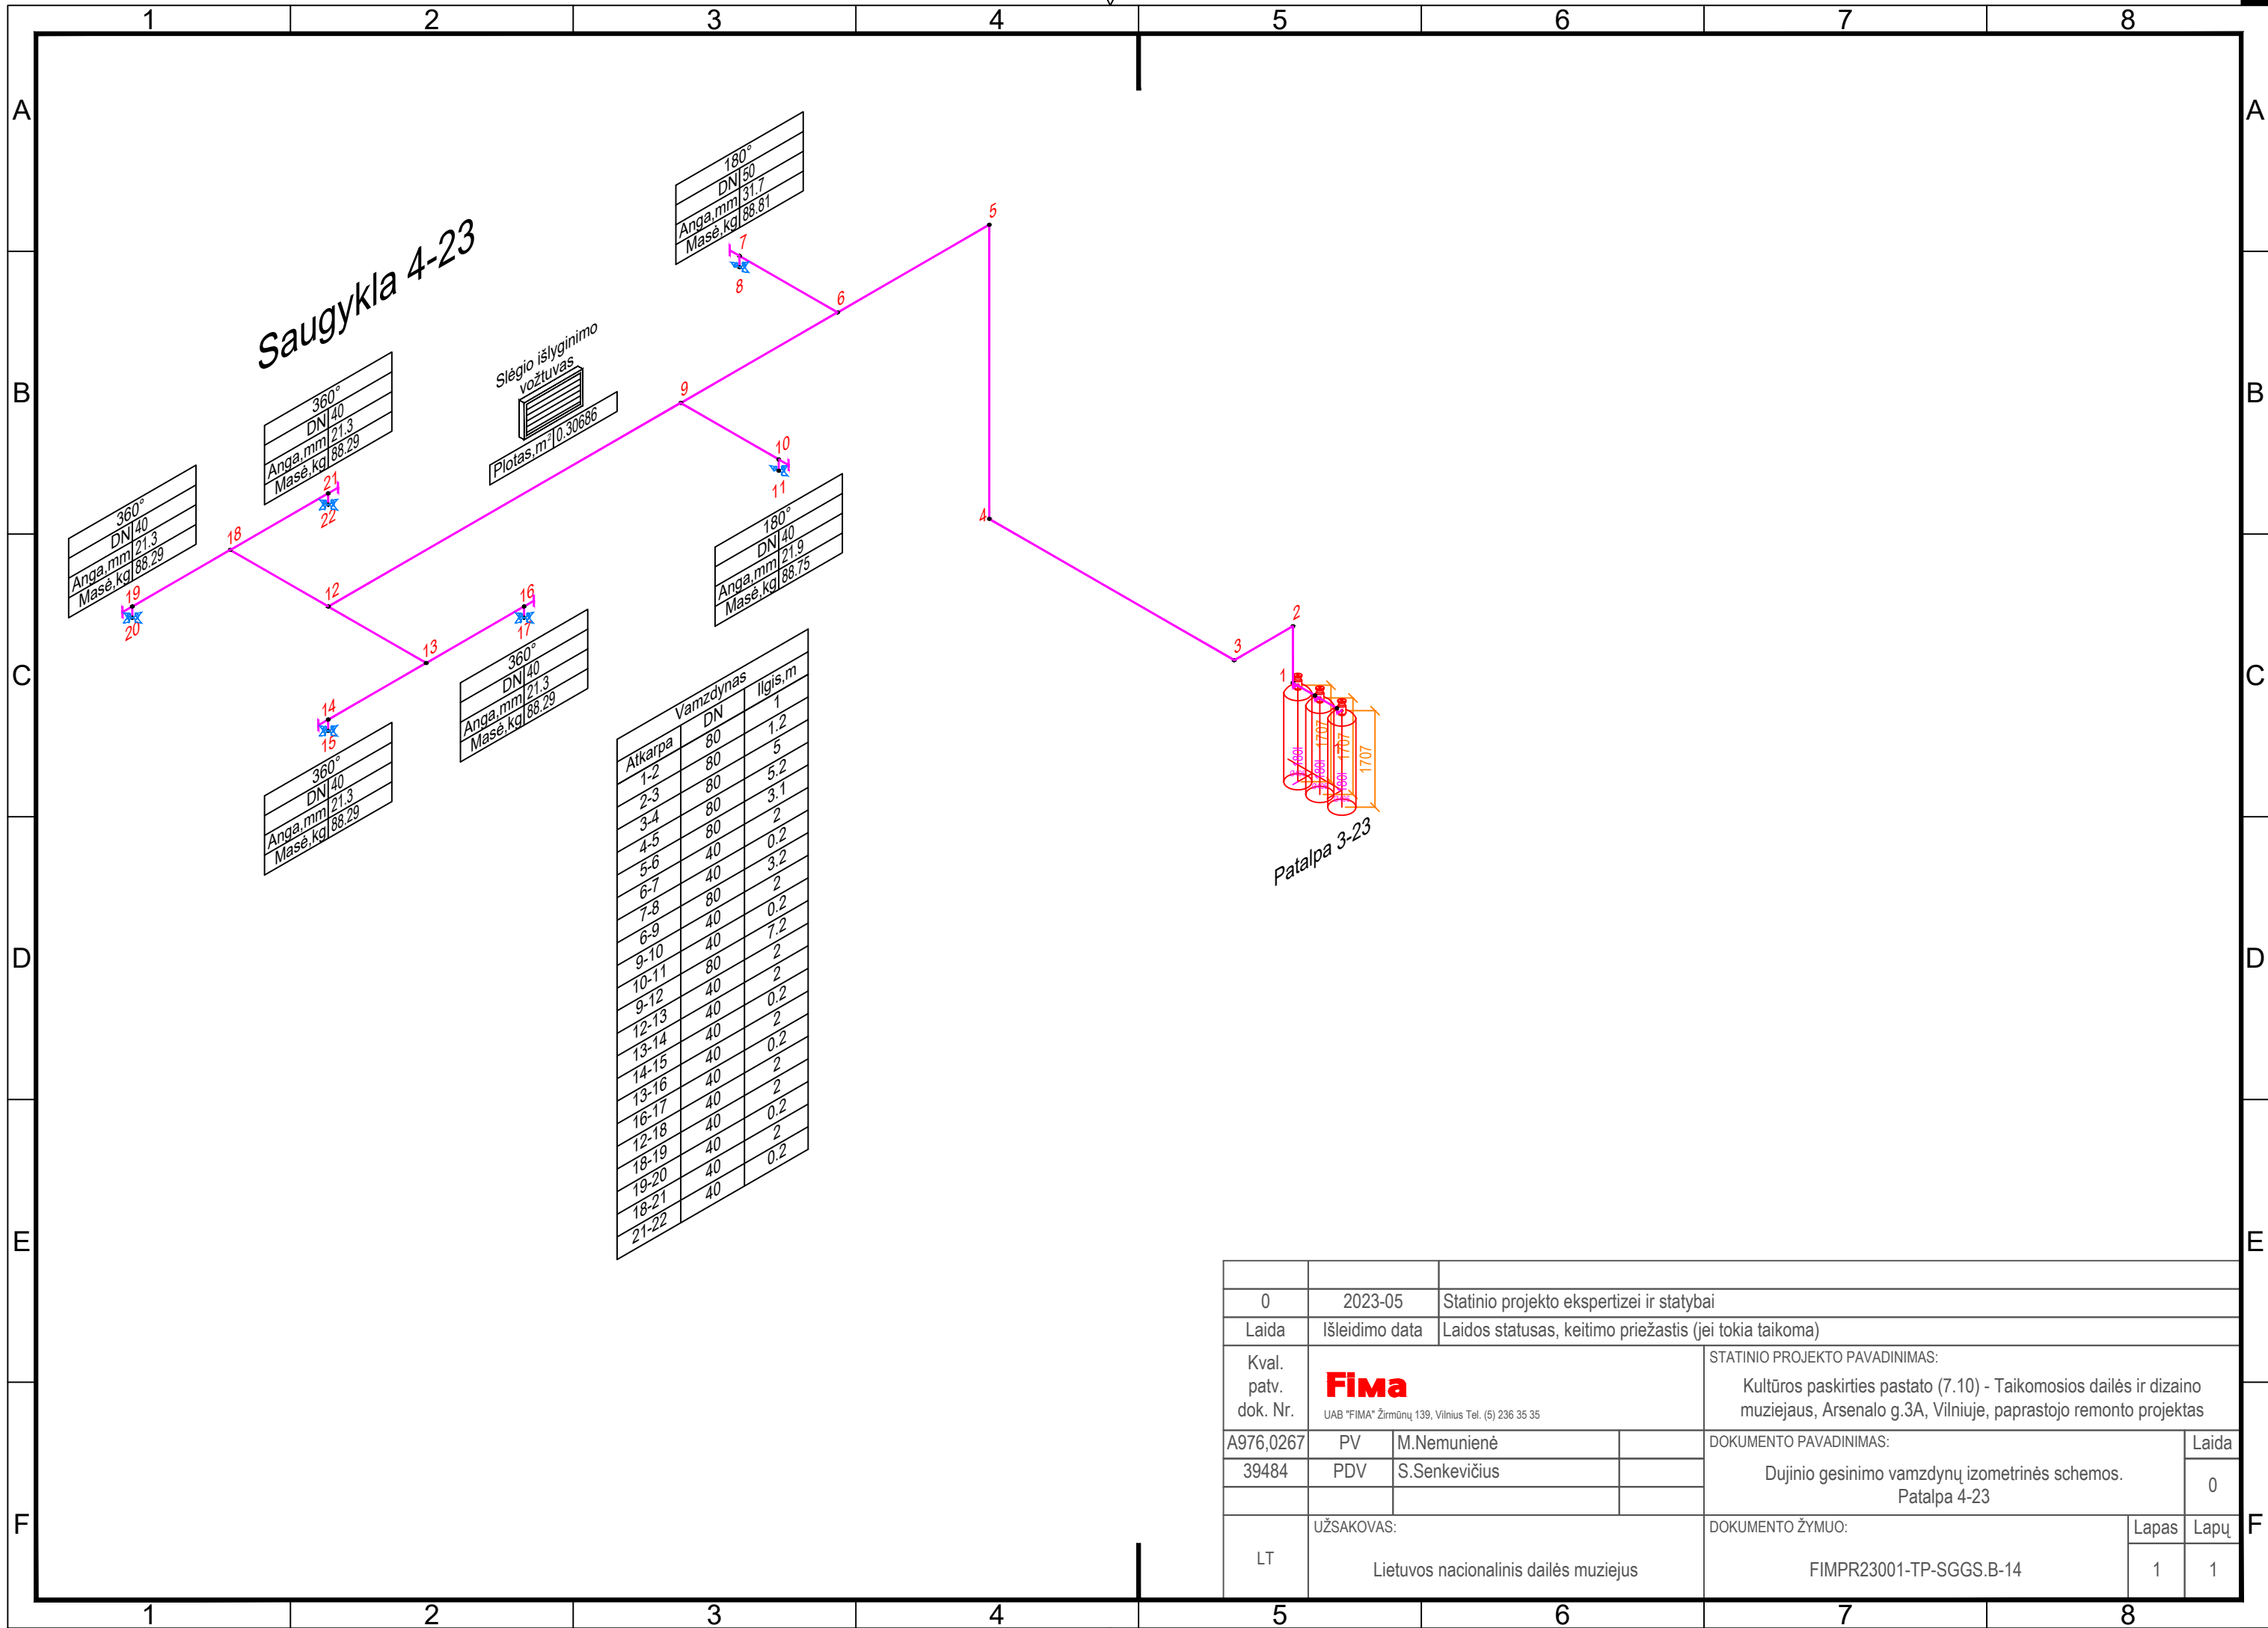 1 2 3 4 5 6 7 8
A A
B B
C C
D D
E E
F F
Saugykla 4-23
180°
DN 50
Anga,mm 31.7
Masė,kg 88.81
5
7
8
6
Slėgio išlyginimo
vožtuvas
Plotas,m² 0.30686
9
360°
DN 40
Anga,mm 21.3
Masė,kg 88.29
21
22
10
11
360°
DN 40
Anga,mm 21.3
Masė,kg 88.29
18
19
20
180°
DN 40
Anga,mm 21.9
Masė,kg 88.75
4
12
16
17
13
360°
DN 40
Anga,mm 21.3
Masė,kg 88.29
14
15
360°
DN 40
Anga,mm 21.3
Masė,kg 88.29
2
3
1
1707
1707
1707
Patalpa 3-23
Vamzdynas
Atkarpa DN Ilgis,m
1-2 80 1
2-3 80 1.2
3-4 80 5
4-5 80 5.2
5-6 80 3.1
6-7 40 2
7-8 40 0.2
6-9 80 3.2
9-10 40 2
10-11 40 0.2
9-12 80 7.2
12-13 40 2
13-14 40 2
14-15 40 0.2
13-16 40 2
16-17 40 0.2
12-18 40 2
18-19 40 2
19-20 40 0.2
18-21 40 2
21-22 40 0.2
0 2023-05 Statinio projekto ekspertizei ir statybai
Laida Išleidimo data Laidos statusas, keitimo priežastis (jei tokia taikoma)
Kval.
patv.
dok. Nr.
Fima
UAB "FIMA" Žirmūnų 139, Vilnius Tel. (5) 236 35 35
STATINIO PROJEKTO PAVADINIMAS:
Kultūros paskirties pastato (7.10) - Taikomosios dailės ir dizaino
muziejaus, Arsenalo g.3A, Vilniuje, paprastojo remonto projektas
A976,0267 PV M.Nemunienė
39484 PDV S.Senkevičius
DOKUMENTO PAVADINIMAS:
Dujinio gesinimo vamzdynų izometrinės schemos.
Patalpa 4-23
Laida
0
LT
UŽSAKOVAS:
Lietuvos nacionalinis dailės muziejus
DOKUMENTO ŽYMUO:
FIMPR23001-TP-SGGS.B-14
Lapas Lapų
1 1
1 2 3 4 5 6 7 8